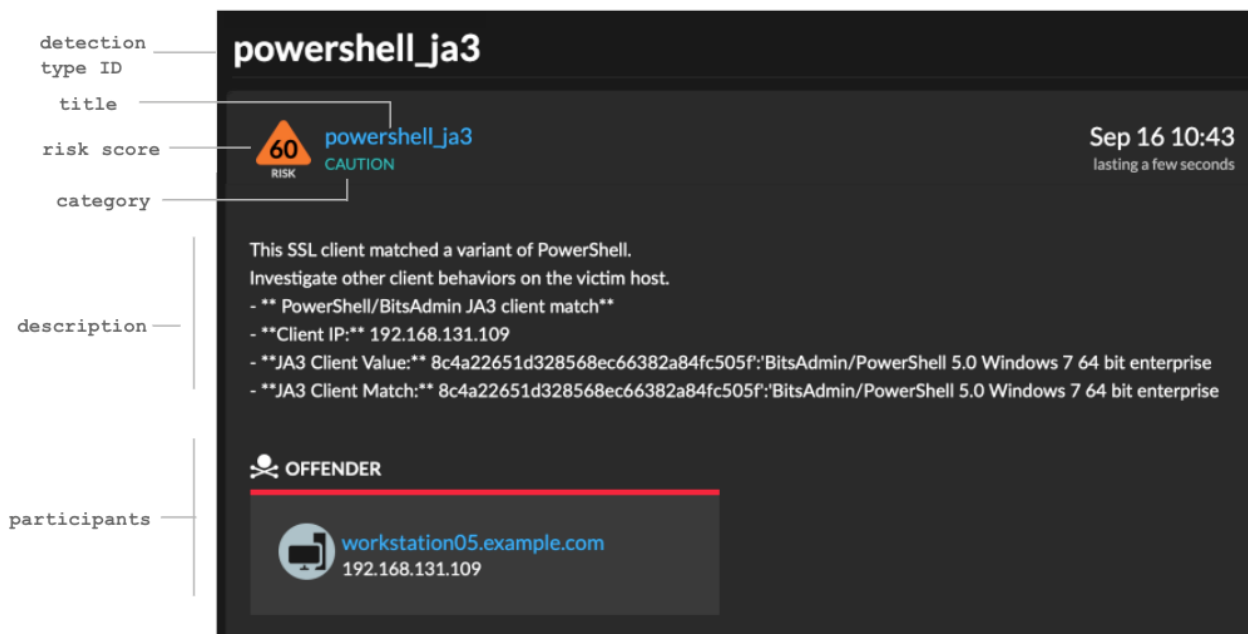 detection
type ID
powershell_ja3
title
risk score
60
RISK
powershell_ja3
CAUTION
Sep 16 10:43
lasting a few seconds
category
This SSL client matched a variant of PowerShell.
Investigate other client behaviors on the victim host.
- ** PowerShell/BitsAdmin JA3 client match**
- **Client IP:** 192.168.131.109
- **JA3 Client Value:** 8c4a22651d328568ec66382a84fc505f':'BitsAdmin/PowerShell 5.0 Windows 7 64 bit enterprise
- **JA3 Client Match:** 8c4a22651d328568ec66382a84fc505f':'BitsAdmin/PowerShell 5.0 Windows 7 64 bit enterprise
description
OFFENDER
participants
workstation05.example.com
192.168.131.109